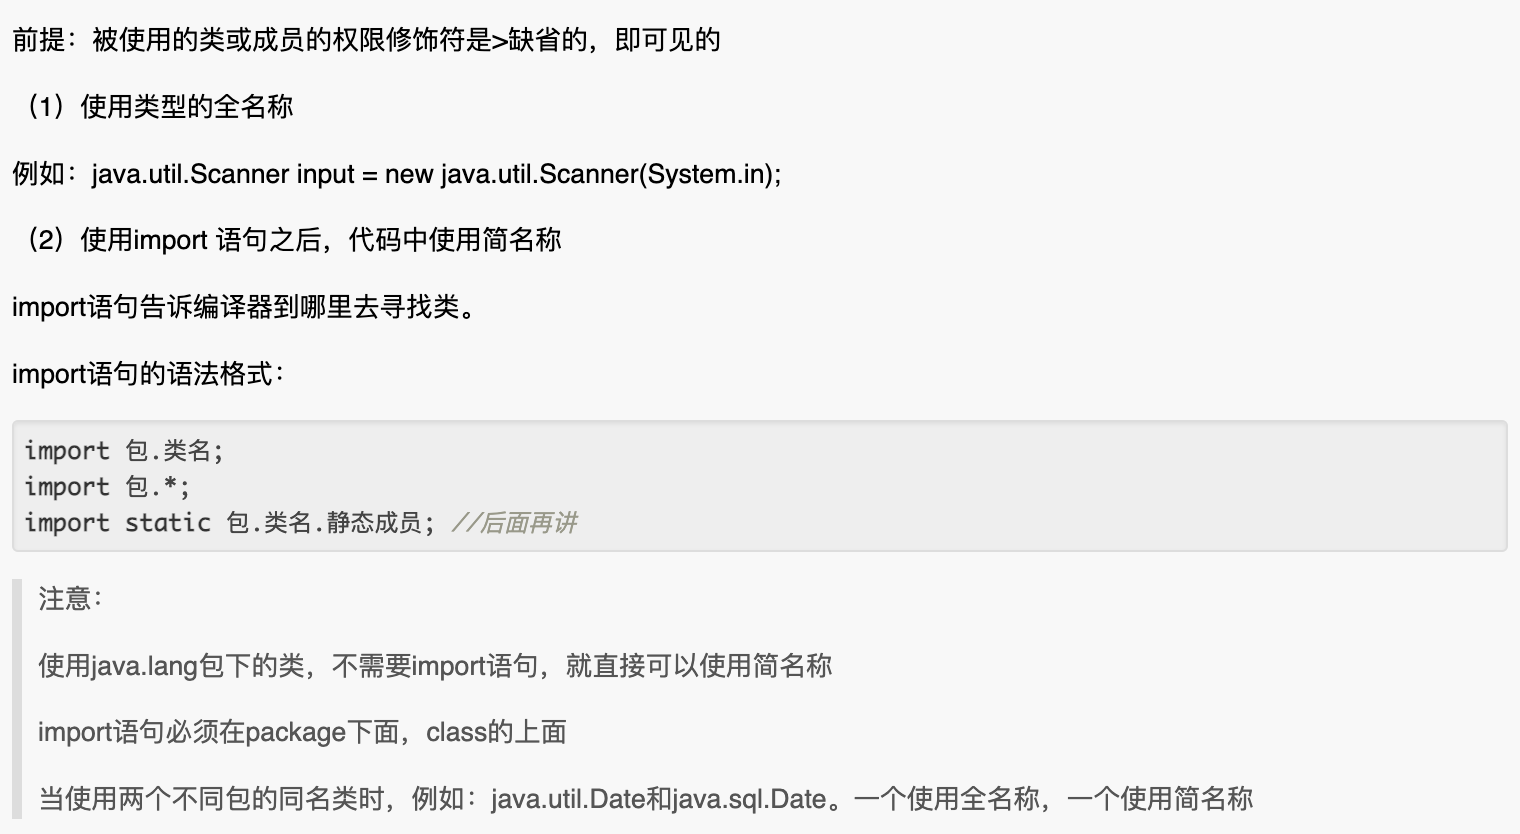 前提：被使用的类或成员的权限修饰符是>缺省的，即可见的
（1）使用类型的全名称
例如：java.util.Scanner input = new java.util.Scanner(System.in);
（2）使用import 语句之后，代码中使用简名称
import语句告诉编译器到哪里去寻找类。
import语句的语法格式：
import 包.类名;
import 包.*;
import static 包.类名.静态成员; //后面再讲
注意：
使用java.lang包下的类，不需要import语句，就直接可以使用简名称
import语句必须在package下面，class的上面
当使用两个不同包的同名类时，例如：java.util.Date和java.sql.Date。一个使用全名称，一个使用简名称